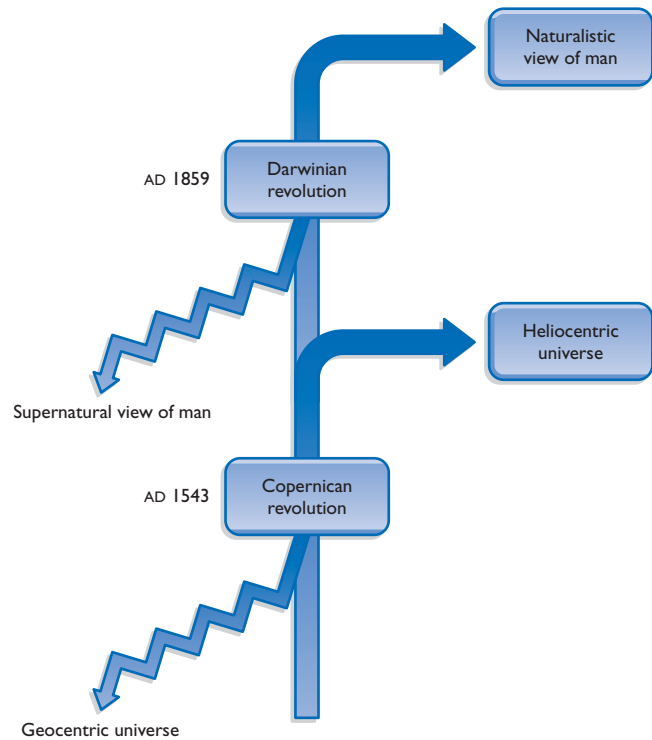 Naturalistic
view of man
AD 1859
Darwinian
revolution
Heliocentric
universe
Supernatural view of man
AD 1543
Copernican
revolution
Geocentric universe